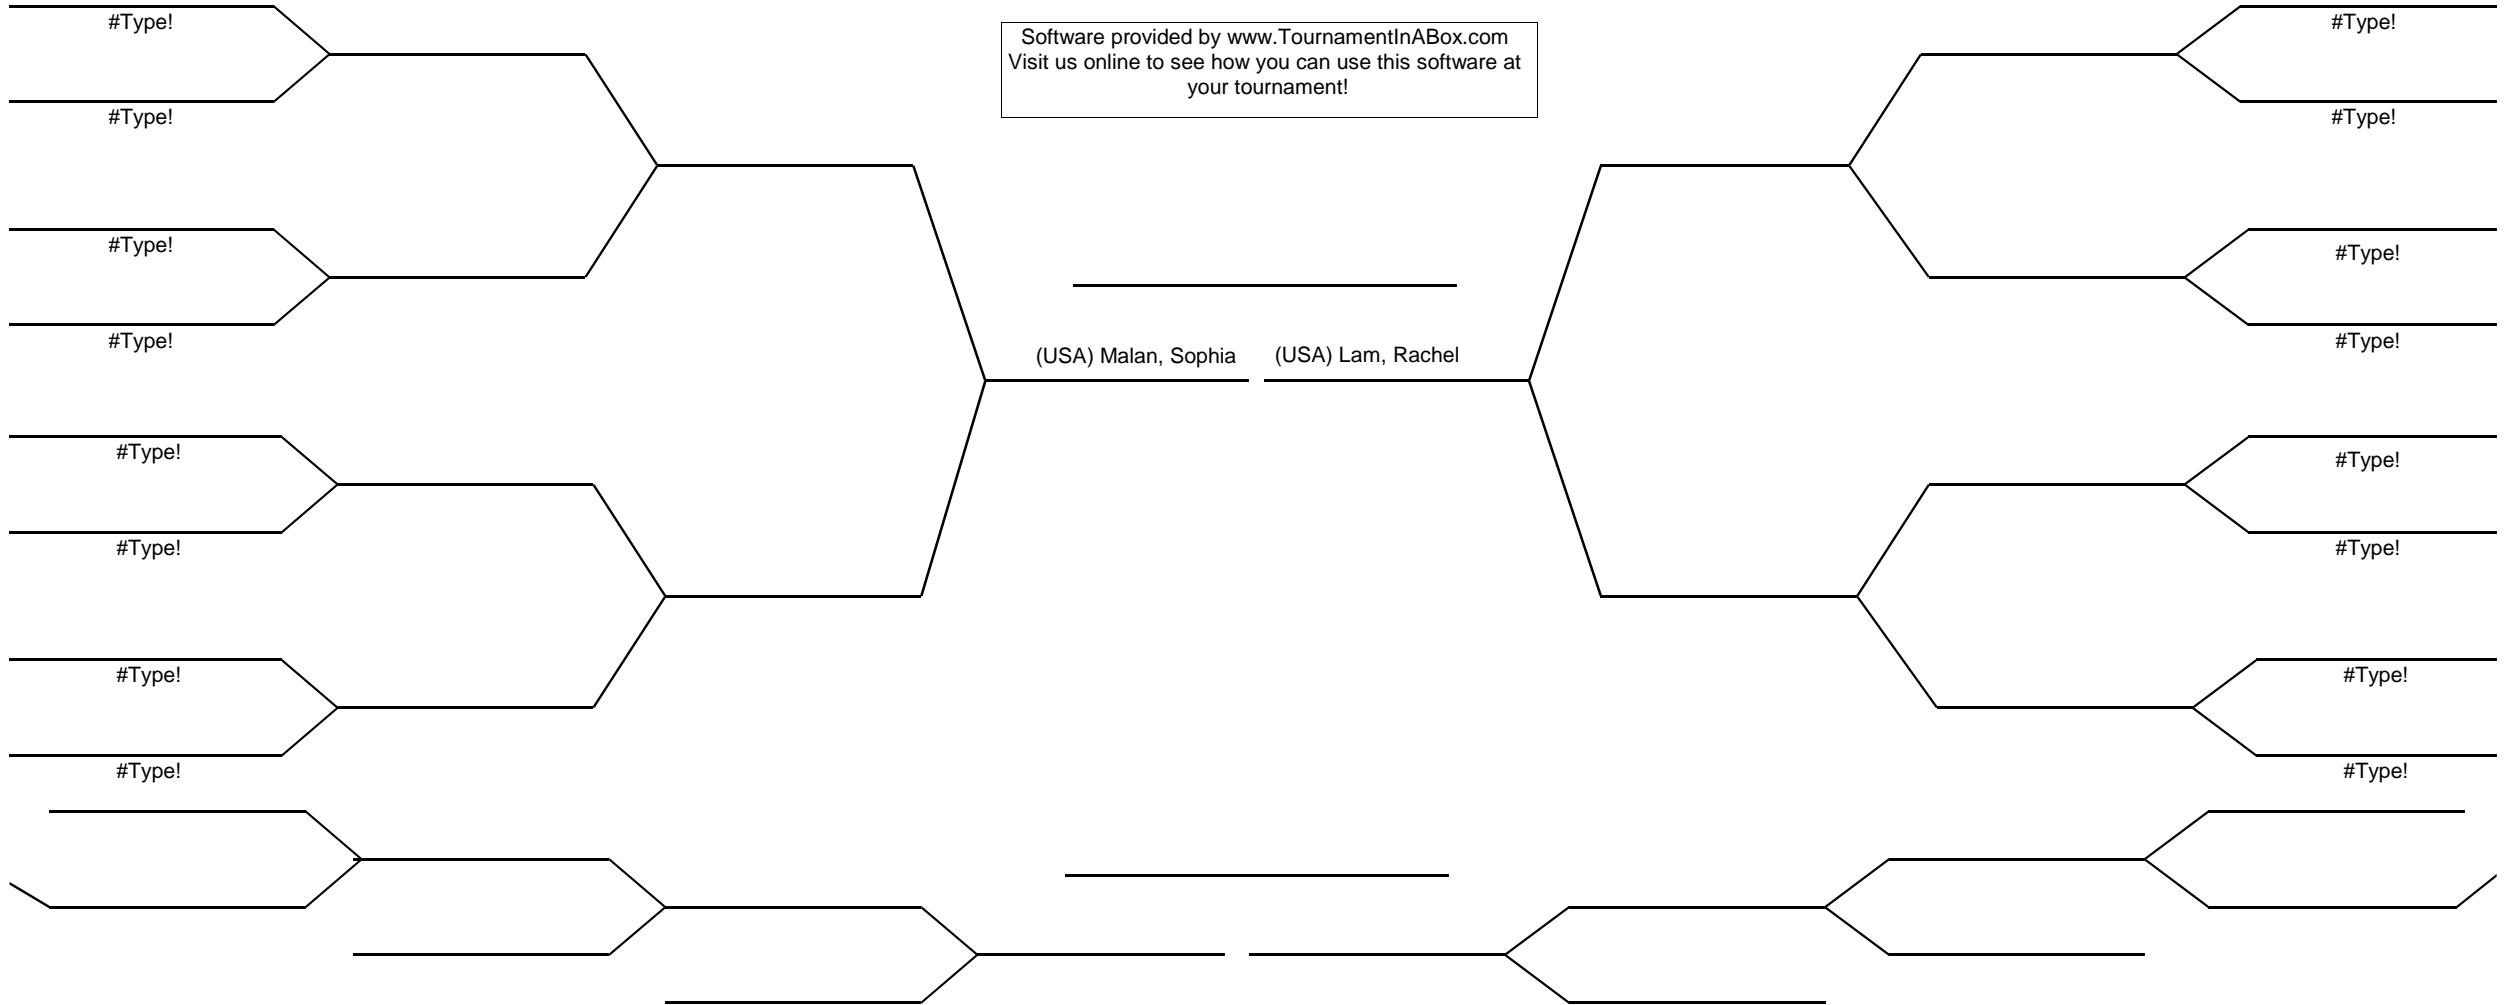 #Type!
#Type!
Software provided by www.TournamentInABox.com
Visit us online to see how you can use this software at
your tournament!
#Type!
#Type!
#Type!
#Type!
#Type!
(USA) Malan, Sophia
(USA) Lam, Rachel
#Type!
#Type!
#Type!
#Type!
#Type!
#Type!
#Type!
#Type!
#Type!